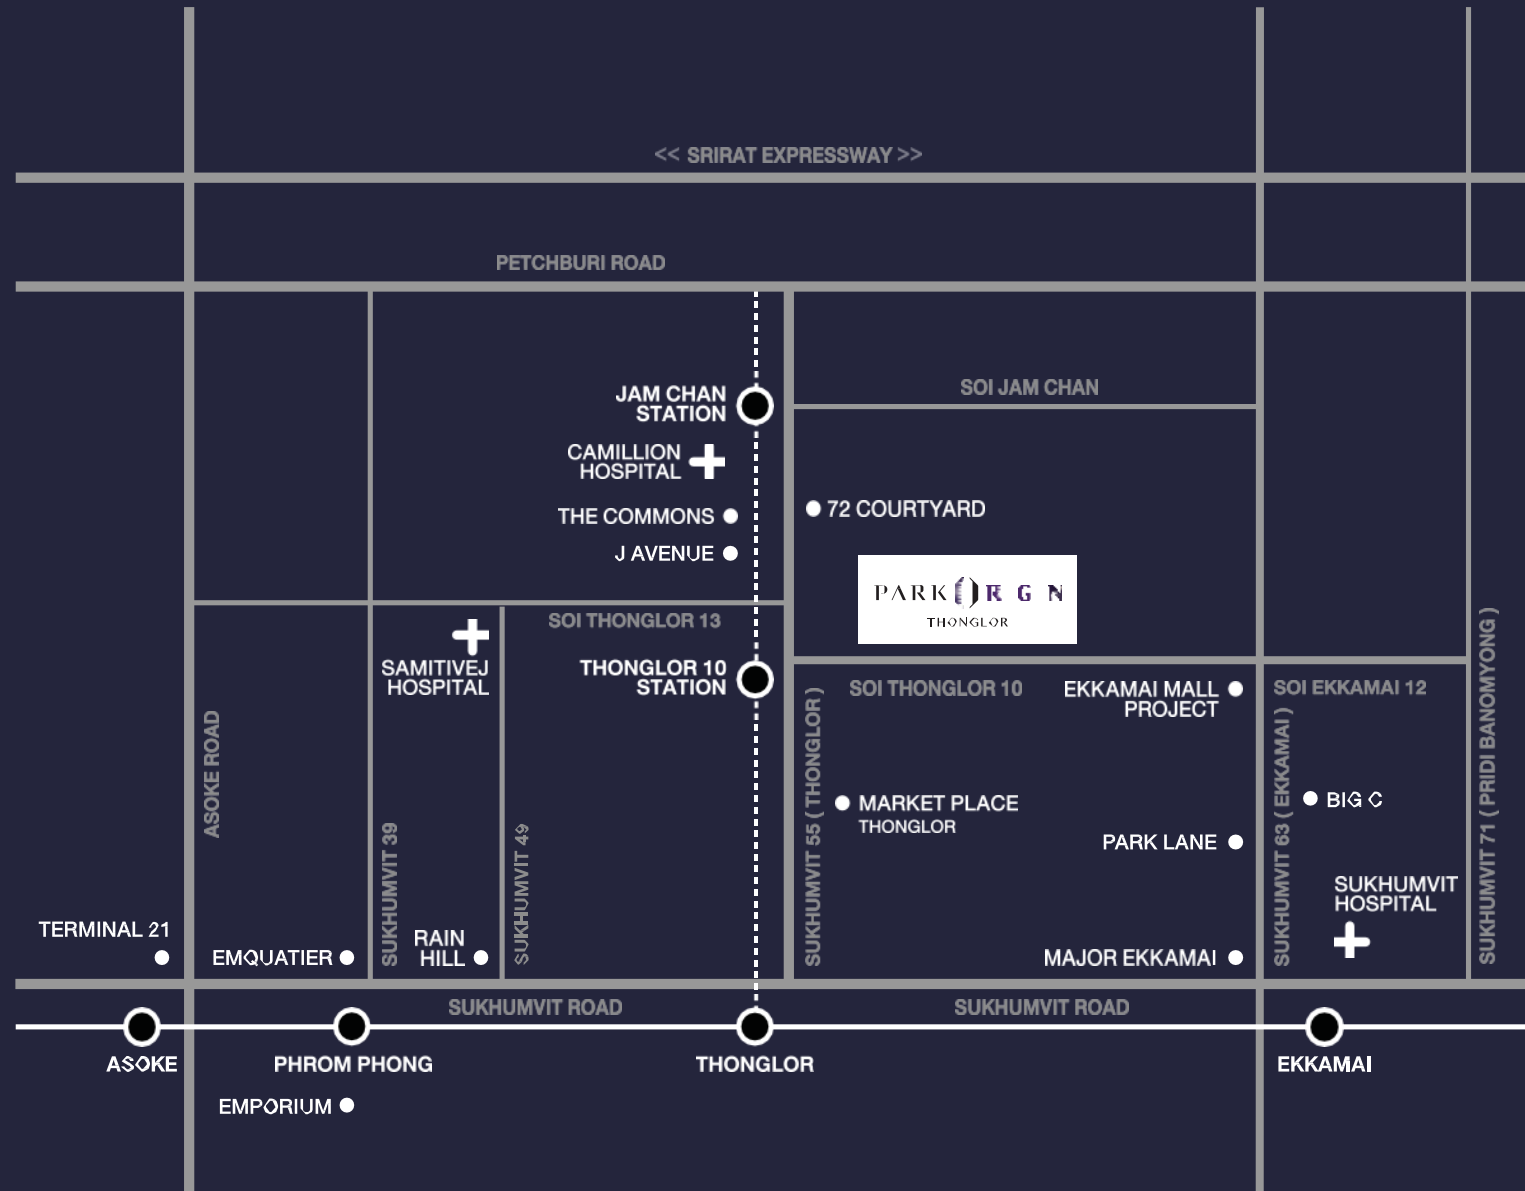 << SRIRAT EXPRESSWAY >>
PETCHBURI ROAD
JAM CHAN
STATION
SOI JAM CHAN
CAMILLION
HOSPITAL
THE COMMONS
72 COURTYARD
J AVENUE
PARK ORGN
THONGLOR
SOI THONGLOR 13
SAMITIVEJ
HOSPITAL
THONGLOR 10
STATION
SOI THONGLOR 10
EKKAMAI MALL
PROJECT
SOI EKKAMAI 12
ASOKE ROAD
SUKHUMVIT 39
SUKHUMVIT 49
SUKHUMVIT 55 ( THONGLOR )
SUKHUMVIT 63 ( EKKAMAI )
SUKHUMVIT 71 ( PRIDI BANOMYONG )
MARKET PLACE
THONGLOR
BIG C
PARK LANE
SUKHUMVIT
HOSPITAL
TERMINAL 21
EMQUATIER
RAIN
HILL
MAJOR EKKAMAI
SUKHUMVIT ROAD
SUKHUMVIT ROAD
ASOKE
PHROM PHONG
THONGLOR
EKKAMAI
EMPORIUM